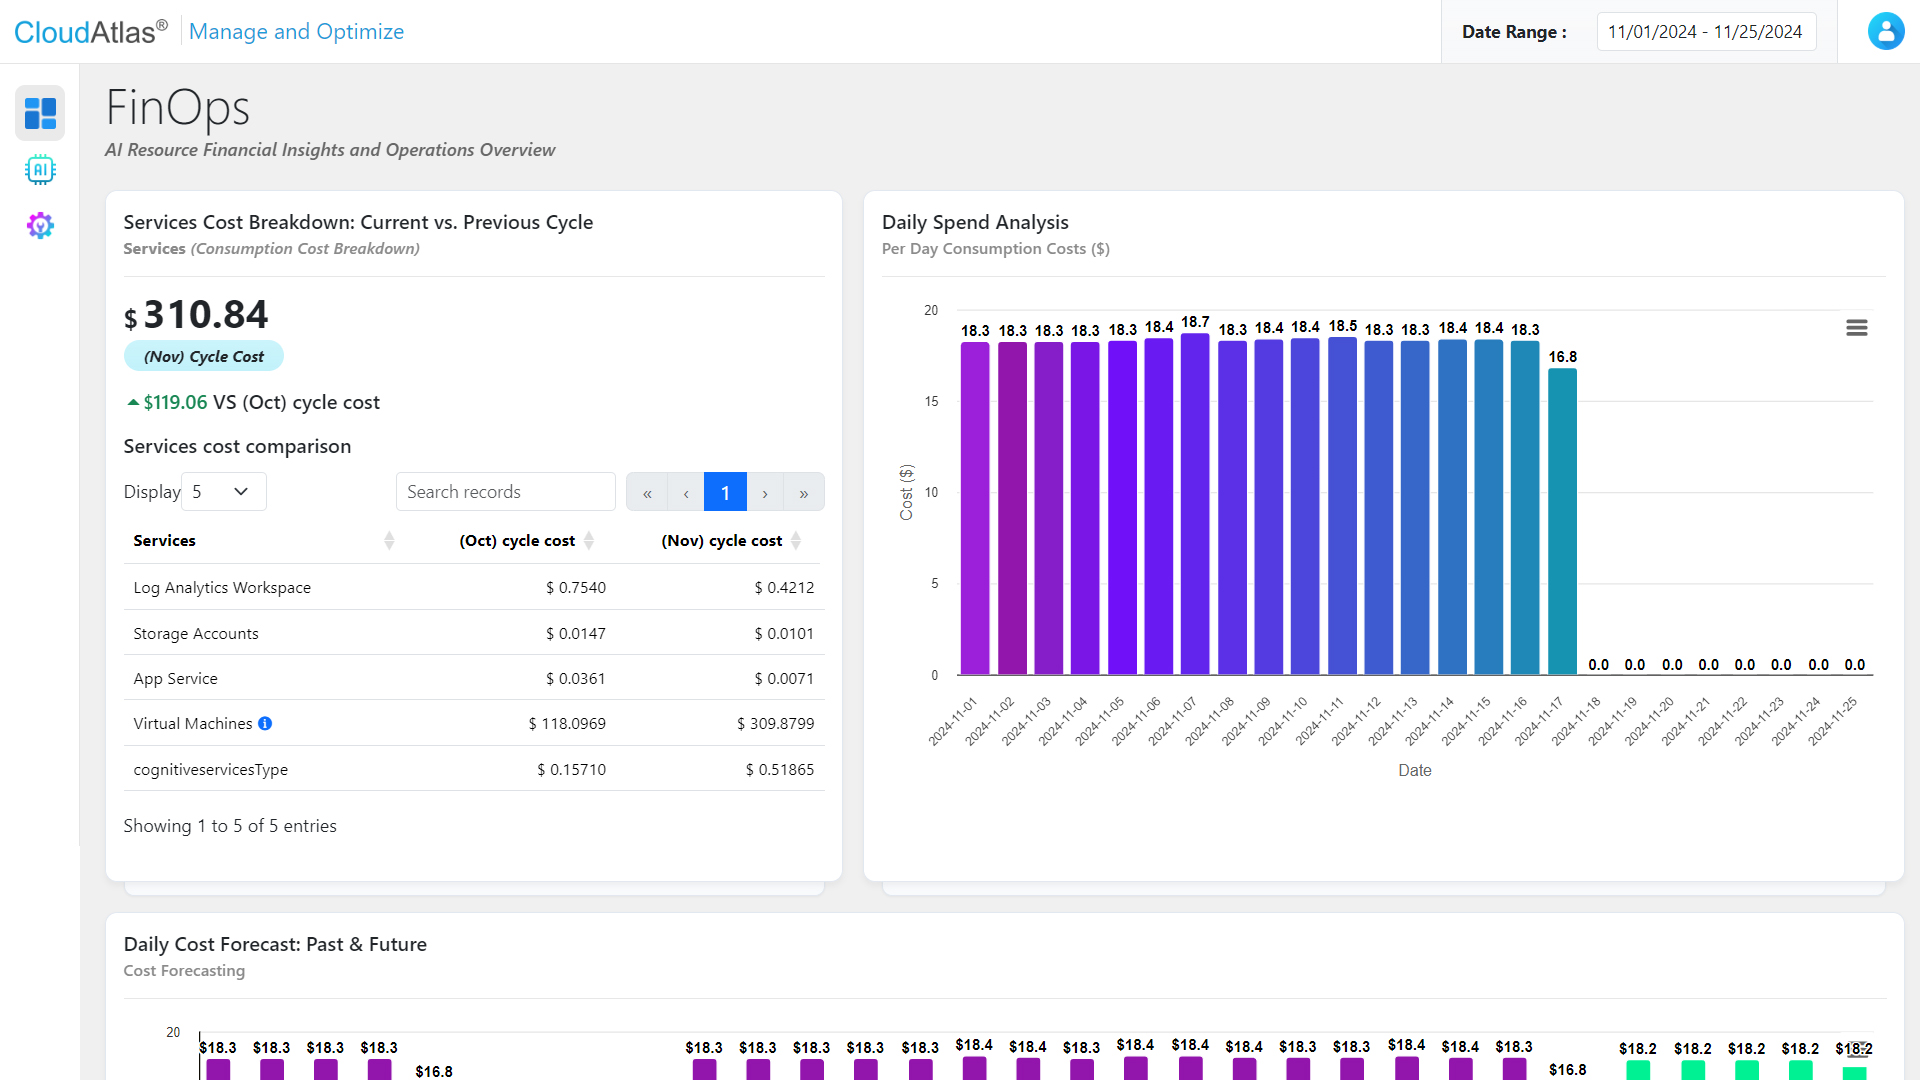 CloudAtlas® Manage and Optimize
Date Range : 11/01/2024 - 11/25/2024
AI
FinOps
AI Resource Financial Insights and Operations Overview
Services Cost Breakdown: Current vs. Previous Cycle
Services (Consumption Cost Breakdown)
$ 310.84
(Nov) Cycle Cost
$119.06 VS (Oct) cycle cost
Services cost comparison
Display 5 Search records « ‹ 1 › »
Services (Oct) cycle cost (Nov) cycle cost
Log Analytics Workspace $ 0.7540 $ 0.4212
Storage Accounts $ 0.0147 $ 0.0101
App Service $ 0.0361 $ 0.0071
Virtual Machines $ 118.0969 $ 309.8799
cognitiveservicesType $ 0.15710 $ 0.51865
Showing 1 to 5 of 5 entries
Daily Spend Analysis
Per Day Consumption Costs ($)
20
15
10
5
0
Cost ($)
18.3 18.3 18.3 18.3 18.3 18.4 18.7 18.3 18.4 18.4 18.5 18.3 18.3 18.4 18.4 18.3 16.8 0.0 0.0 0.0 0.0 0.0 0.0 0.0 0.0
2024-11-01 2024-11-02 2024-11-03 2024-11-04 2024-11-05 2024-11-06 2024-11-07 2024-11-08 2024-11-09 2024-11-10 2024-11-11 2024-11-12 2024-11-13 2024-11-14 2024-11-15 2024-11-16 2024-11-17 2024-11-18 2024-11-19 2024-11-20 2024-11-21 2024-11-22 2024-11-23 2024-11-24 2024-11-25
Date
Daily Cost Forecast: Past & Future
Cost Forecasting
20
$18.3 $18.3 $18.3 $18.3 $16.8 $18.3 $18.3 $18.3 $18.3 $18.3 $18.4 $18.4 $18.3 $18.4 $18.4 $18.4 $18.3 $18.3 $18.4 $18.4 $18.3 $16.8 $18.2 $18.2 $18.2 $18.2 $18.2